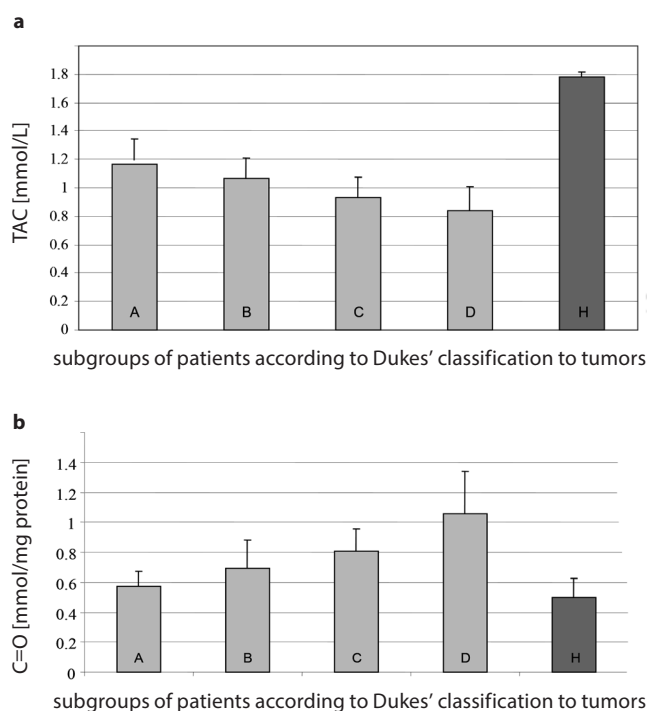 a
TAC [mmol/L]
1.8
1.6
1.4
1.2
1
0.8
0.6
0.4
0.2
0
A B C D H
subgroups of patients according to Dukes’ classification to tumors
b
C=O [mmol/mg protein]
1.4
1.2
1
0.8
0.6
0.4
0.2
0
A B C D H
subgroups of patients according to Dukes’ classification to tumors